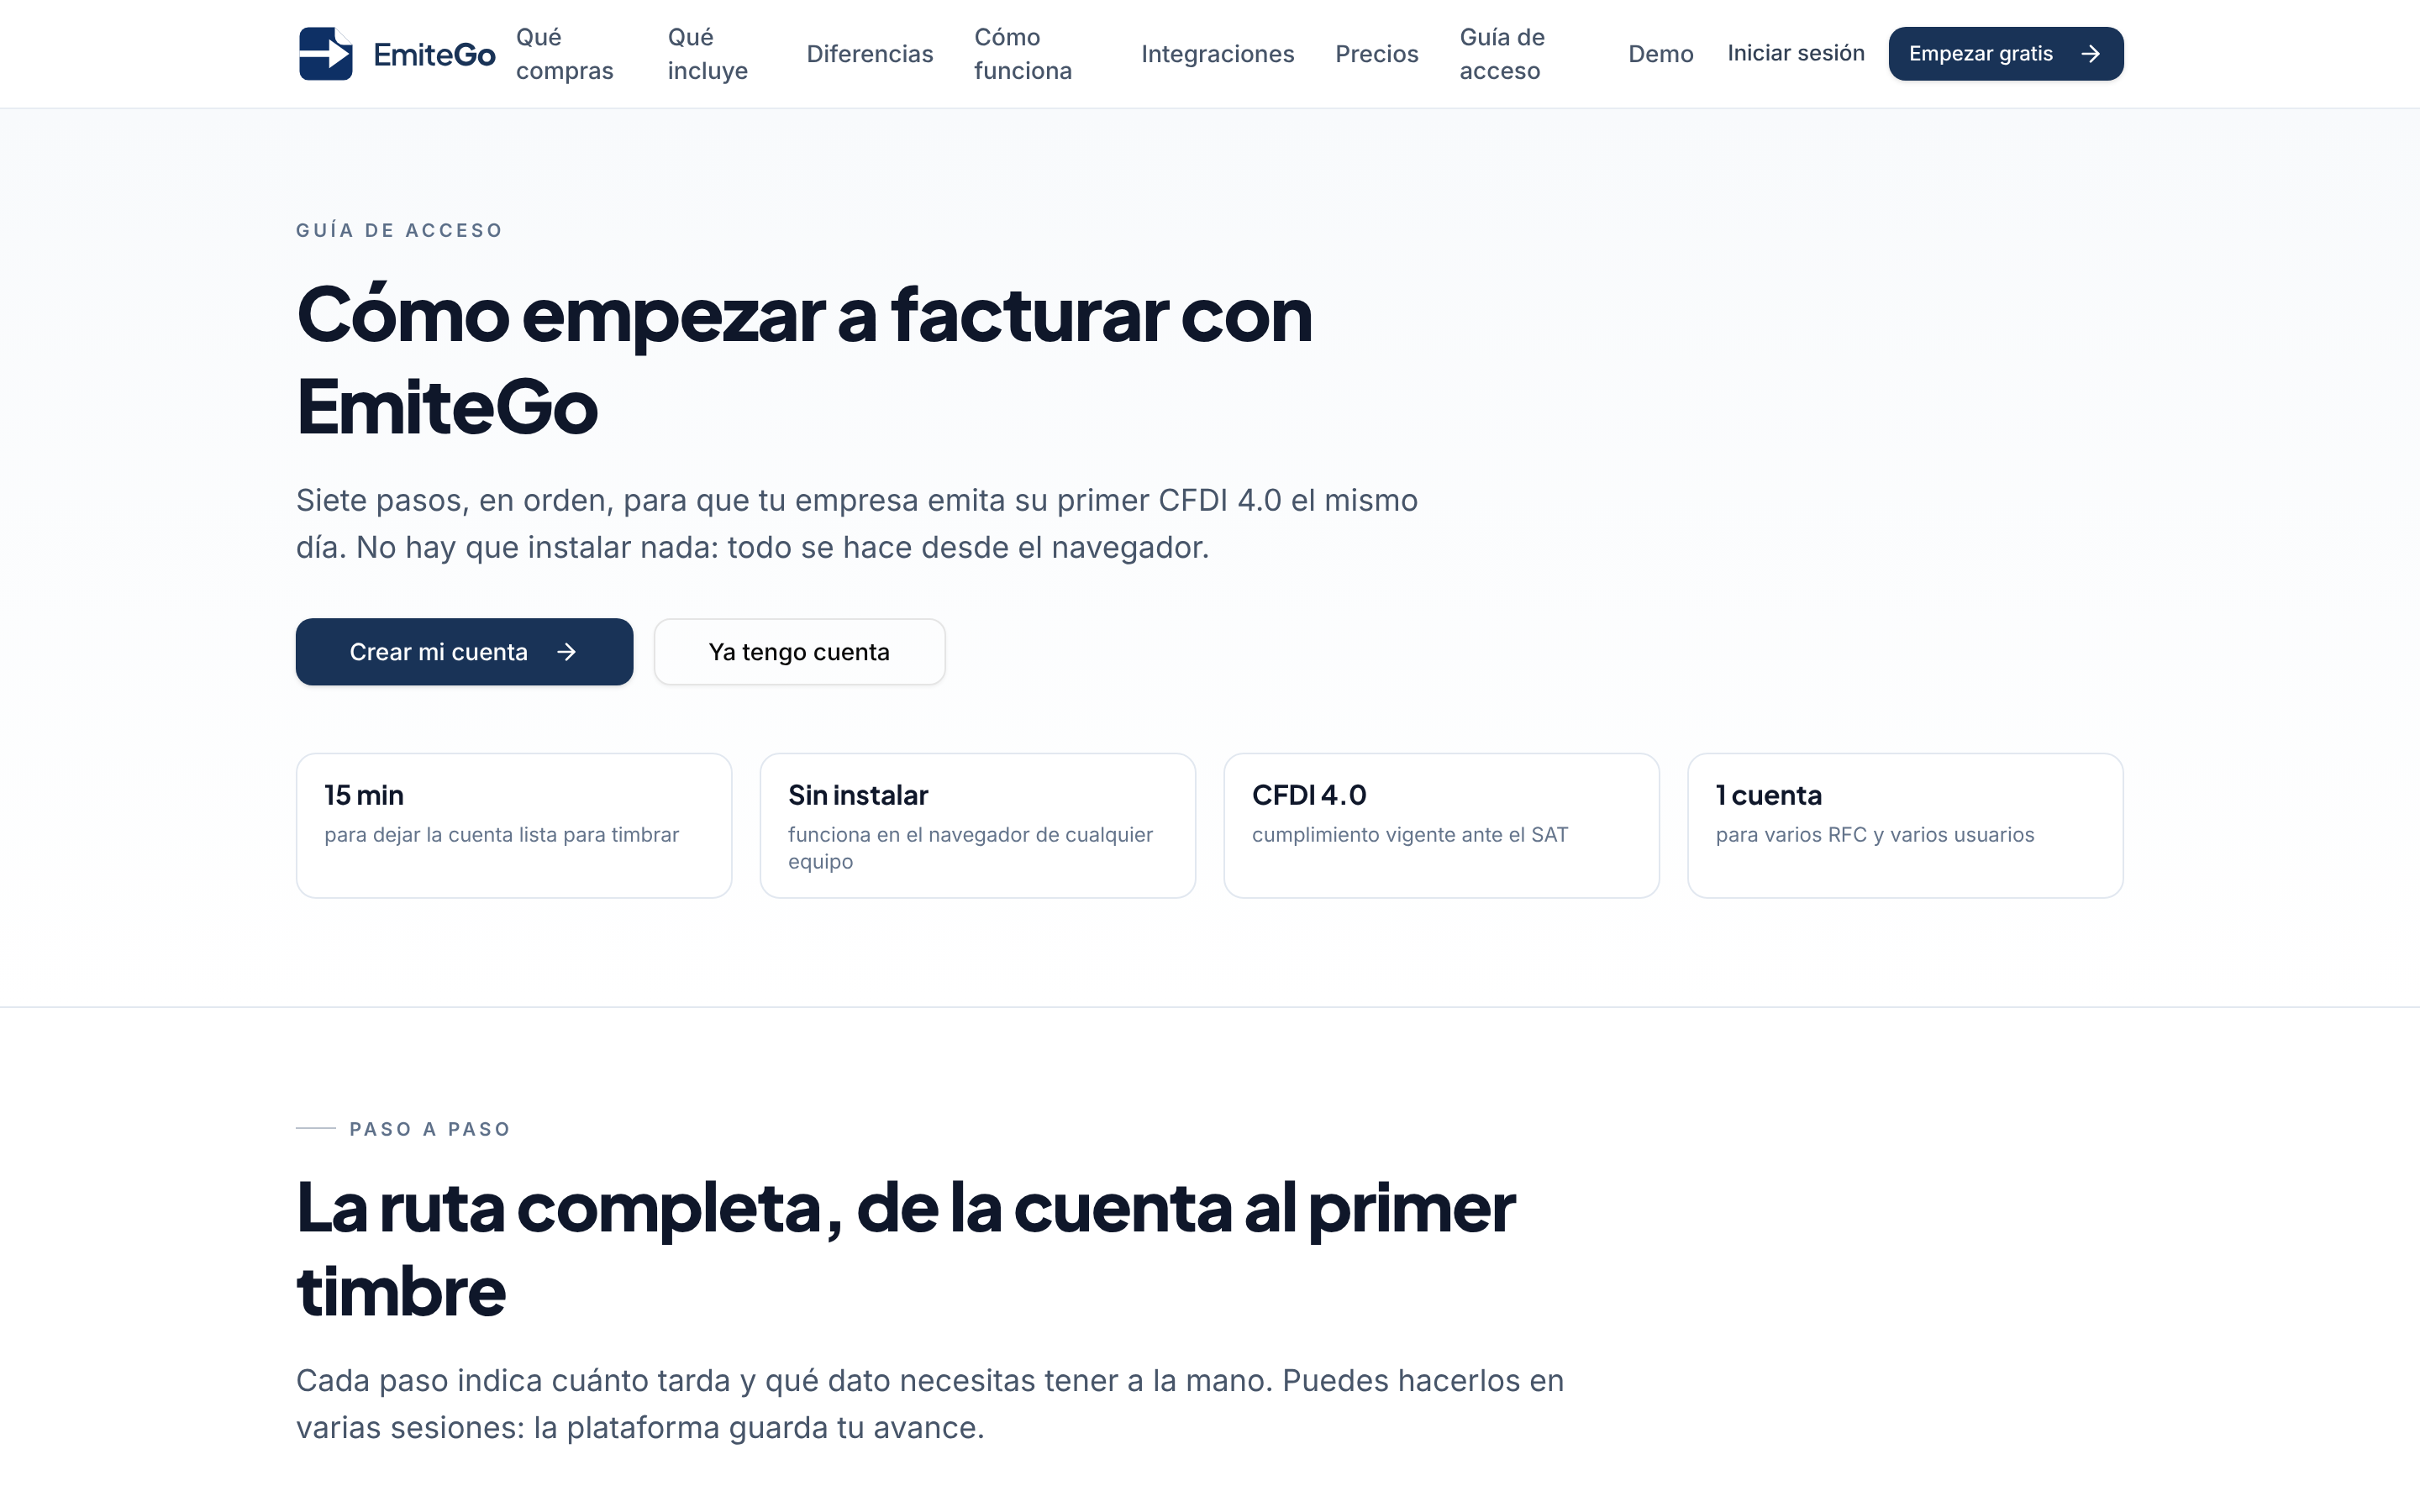 EmiteGo
Qué
compras
Qué
incluye
Diferencias
Cómo
funciona
Integraciones
Precios
Guía de
acceso
Demo
Iniciar sesión
Empezar gratis
GUÍA DE ACCESO
Cómo empezar a facturar con
EmiteGo
Siete pasos, en orden, para que tu empresa emita su primer CFDI 4.0 el mismo
día. No hay que instalar nada: todo se hace desde el navegador.
Crear mi cuenta
Ya tengo cuenta
15 min
para dejar la cuenta lista para timbrar
Sin instalar
funciona en el navegador de cualquier
equipo
CFDI 4.0
cumplimiento vigente ante el SAT
1 cuenta
para varios RFC y varios usuarios
PASO A PASO
La ruta completa, de la cuenta al primer
timbre
Cada paso indica cuánto tarda y qué dato necesitas tener a la mano. Puedes hacerlos en
varias sesiones: la plataforma guarda tu avance.